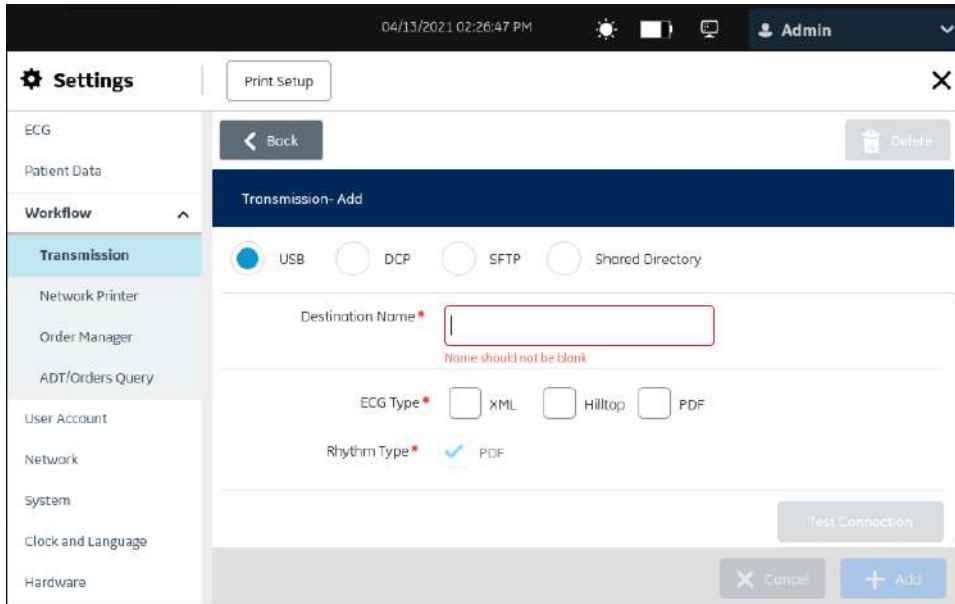 04/13/2021 02:26:47 PM
Admin
Settings
Print Setup
ECG
Patient Data
Workflow
Transmission
Network Printer
Order Manager
ADT/Orders Query
User Account
Network
System
Clock and Language
Hardware
Back
Delete
Transmission- Add
USB DCP SFTP Shared Directory
Destination Name*
Name should not be blank
ECG Type* XML Hilltop PDF
Rhythm Type* PDF
Test Connection
Cancel
Add